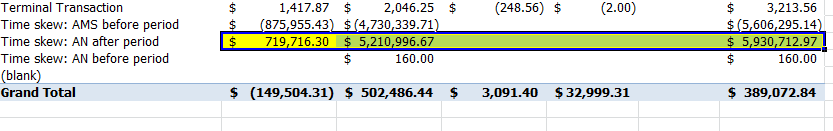 Terminal Transaction $ 1,417.87 $ 2,046.25 $ (248.56) $ (2.00) $ 3,213.56
Time skew: AMS before period $ (875,955.43) $ (4,730,339.71) $ (5,606,295.14)
Time skew: AN after period $ 719,716.30 $ 5,210,996.67 $ 5,930,712.97
Time skew: AN before period $ 160.00 $ 160.00
(blank)
Grand Total $ (149,504.31) $ 502,486.44 $ 3,091.40 $ 32,999.31 $ 389,072.84